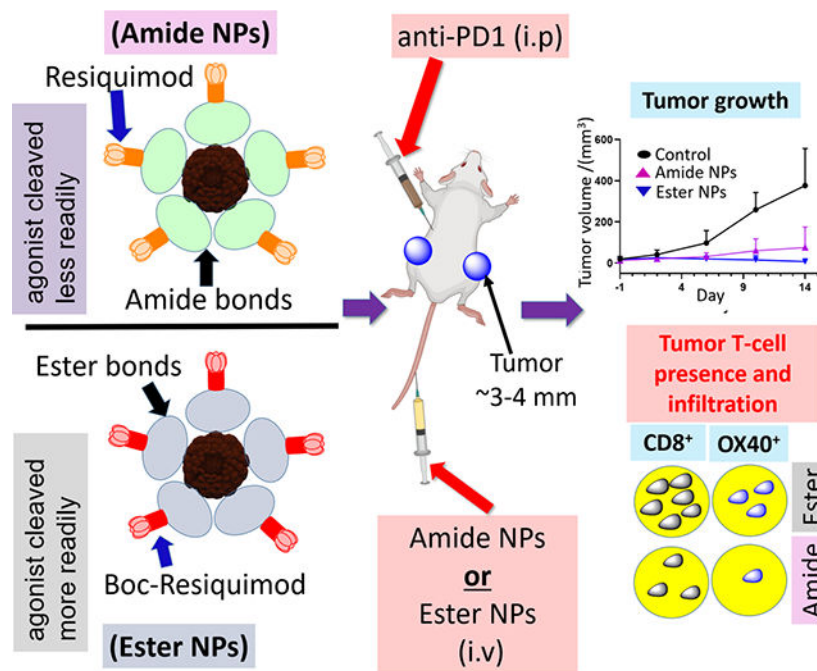 (Amide NPs)
Resiquimod
agonist cleaved
less readily
Amide bonds
Ester bonds
agonist cleaved
more readily
Boc-Resiquimod
(Ester NPs)
anti-PD1 (i.p)
Tumor
~3-4 mm
Amide NPs
or
Ester NPs
(i.v)
Tumor growth
Tumor volume /(mm³)
600
400
200
0
Control
Amide NPs
Ester NPs
-1
4
9
14
Day
Tumor T-cell
presence and
infiltration
CD8⁺
OX40⁺
Ester
Amide